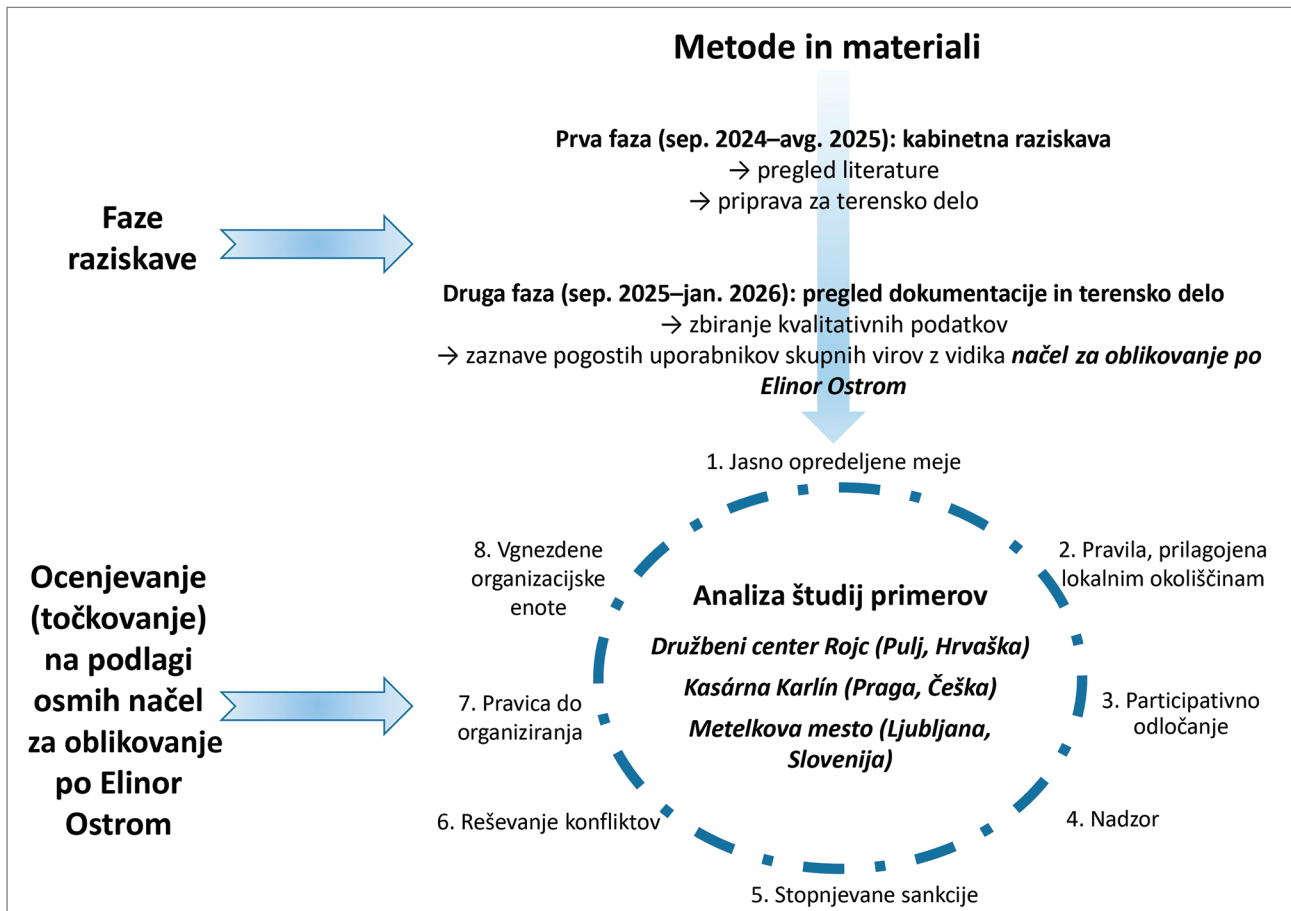 Metode in materiali
Faze
raziskave
Prva faza (sep. 2024–avg. 2025): kabinetna raziskava
→ pregled literature
→ priprava za terensko delo
Druga faza (sep. 2025–jan. 2026): pregled dokumentacije in terensko delo
→ zbiranje kvalitativnih podatkov
→ zaznave pogostih uporabnikov skupnih virov z vidika načel za oblikovanje po
Elinor Ostrom
Ocenjevanje
(točkovanje)
na podlagi
osmih načel
za oblikovanje
po Elinor
Ostrom
1. Jasno opredeljene meje
2. Pravila, prilagojena
lokalnim okoliščinam
3. Participativno
odločanje
4. Nadzor
5. Stopnjevane sankcije
6. Reševanje konfliktov
7. Pravica do
organiziranja
8. Vgnezdene
organizacijske
enote
Analiza študij primerov
Družbeni center Rojc (Pulj, Hrvaška)
Kasárna Karlín (Praga, Češka)
Metelkova mesto (Ljubljana,
Slovenija)